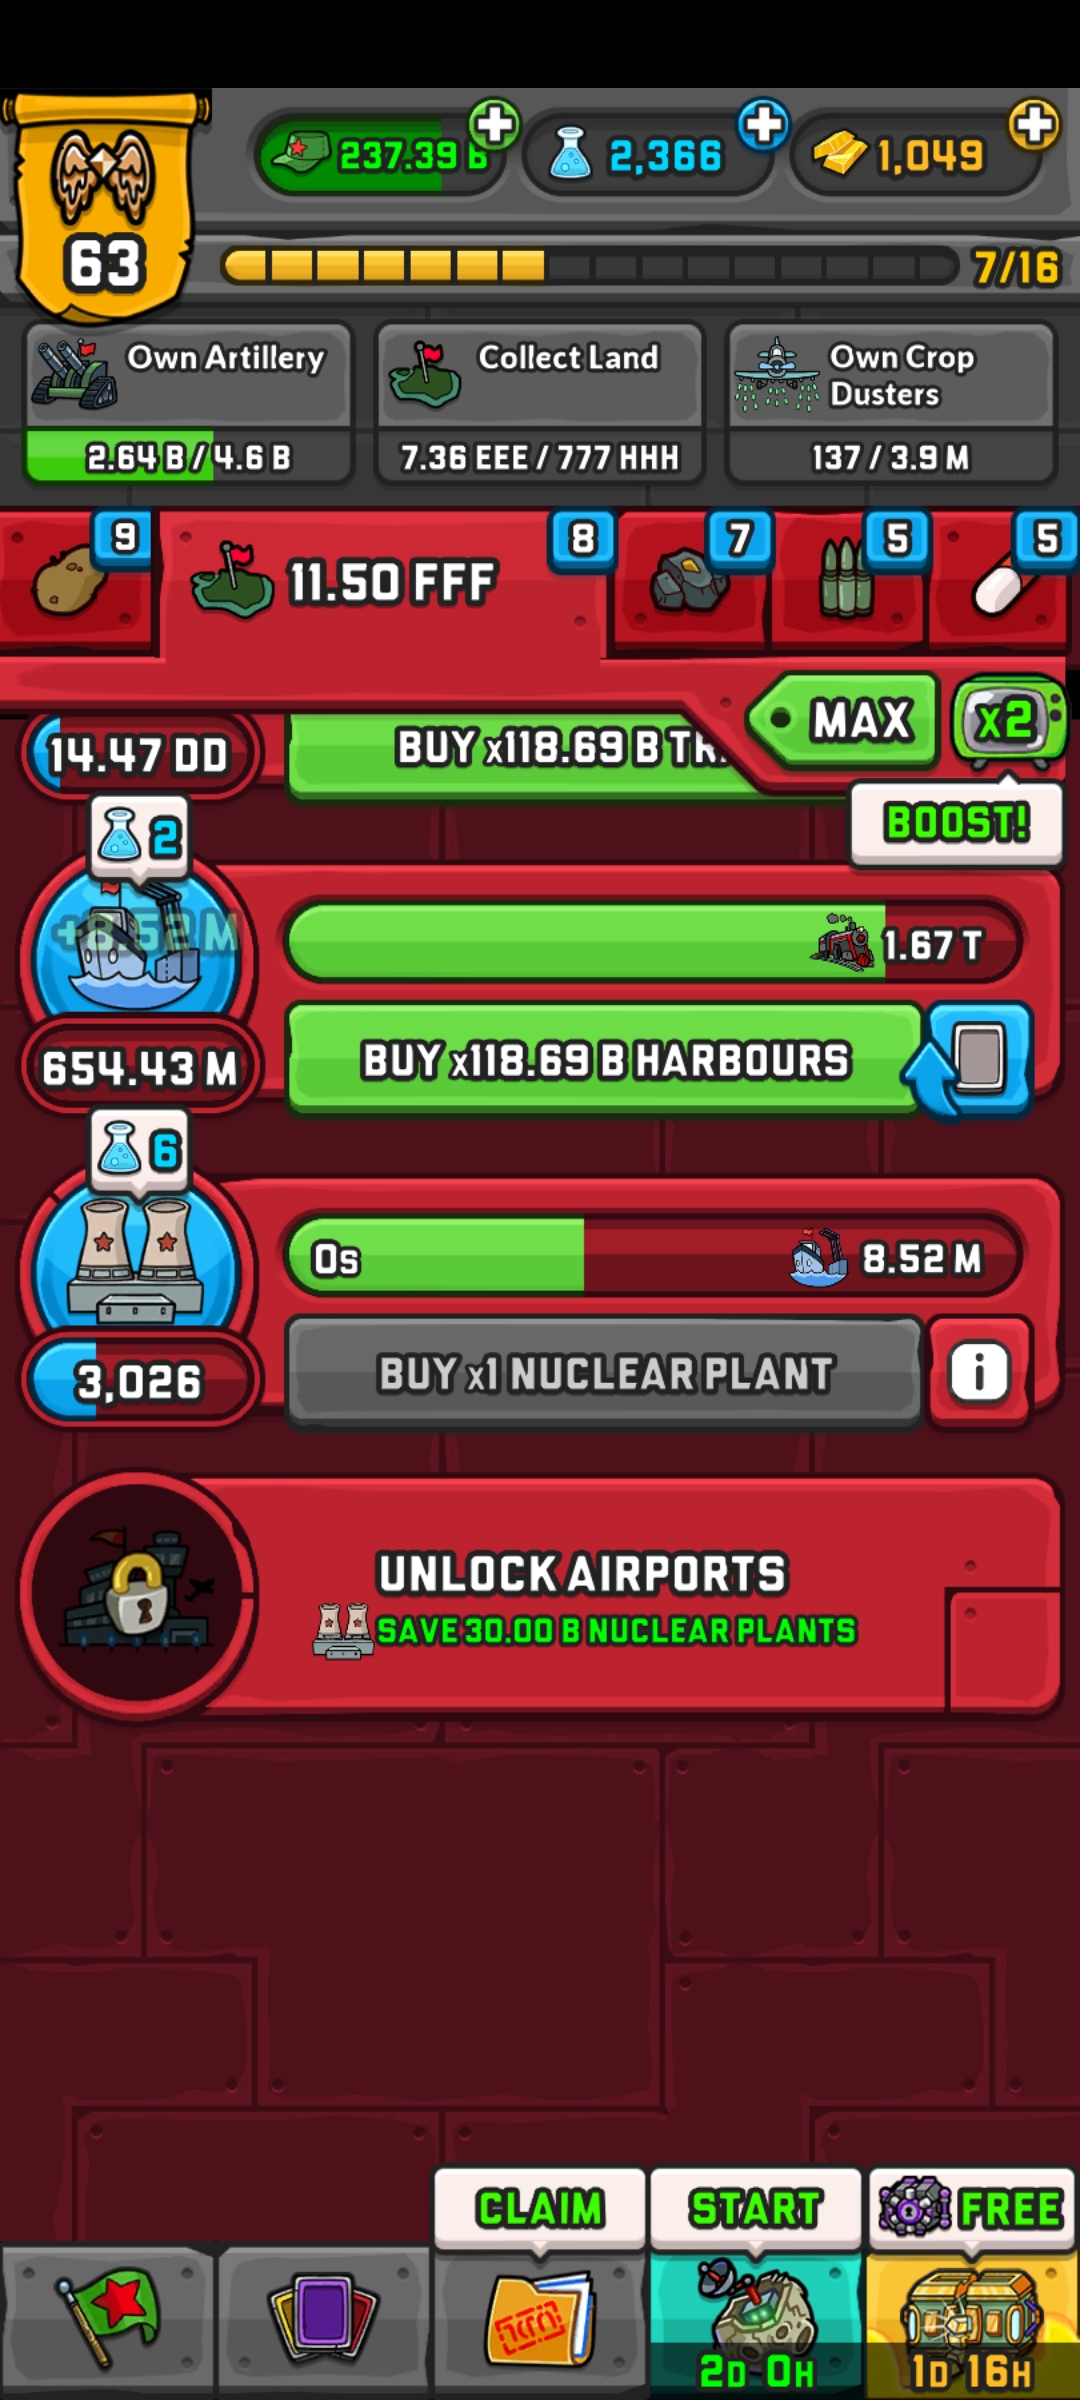 237.39 B
2,366
1,049
63
7/16
Own Artillery
2.64 B / 4.6 B
Collect Land
7.36 EEE / 777 HHH
Own Crop
Dusters
137 / 3.9 M
9
11.50 FFF
8
7
5
5
MAX
x2
14.47 DD
BUY x118.69 B TR
BOOST!
2
+8.52 M
1.67 T
654.43 M
BUY x118.69 B HARBOURS
6
0s
8.52 M
3,026
BUY x1 NUCLEAR PLANT
i
UNLOCK AIRPORTS
SAVE 30.00 B NUCLEAR PLANTS
CLAIM
START
FREE
2D 0H
1D 16H